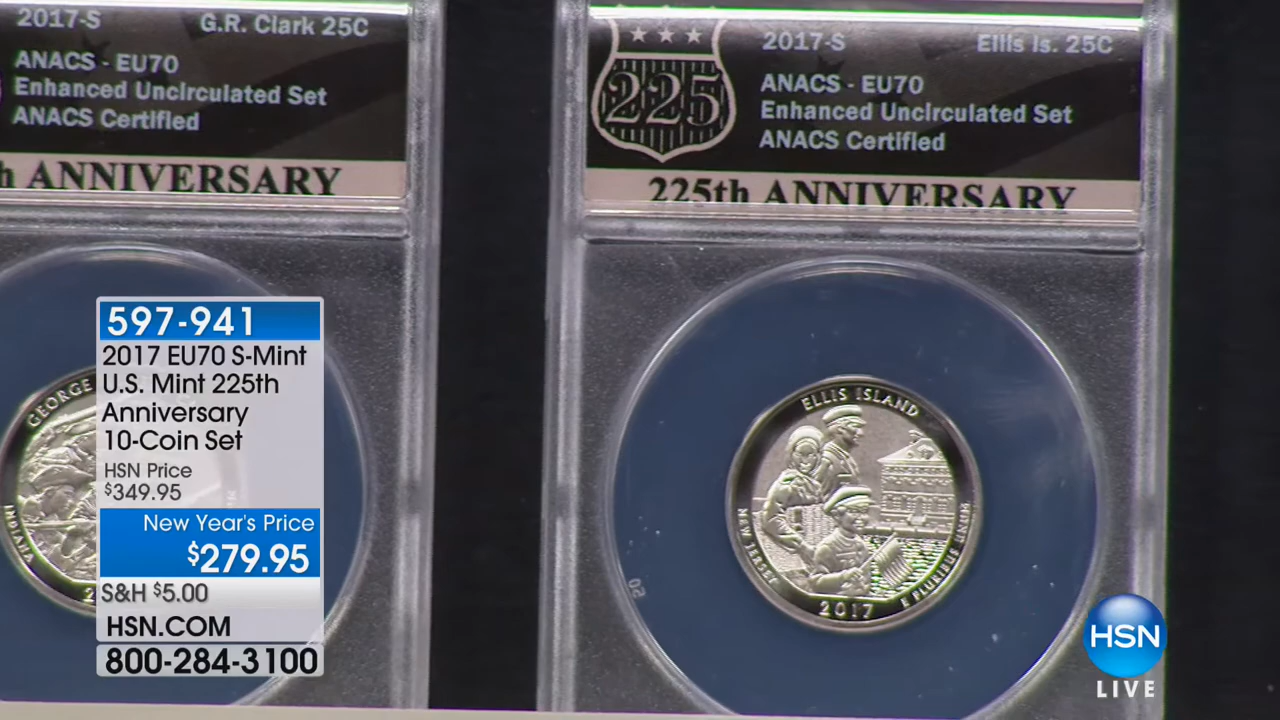 2017-S G.R. Clark 25C
ANACS - EU70
Enhanced Uncirculated Set
ANACS Certified
h ANNIVERSARY
2017-S Ellis Is. 25C
225
ANACS - EU70
Enhanced Uncirculated Set
ANACS Certified
225th ANNIVERSARY
597-941
2017 EU70 S-Mint
U.S. Mint 225th
Anniversary
10-Coin Set
HSN Price
$349.95
New Year's Price
$279.95
S&H $5.00
HSN.COM
800-284-3100
GEORGE
INDIANA
2
ELLIS ISLAND
NEW JERSEY
2017
E PLURIBUS UNUM
HSN
LIVE